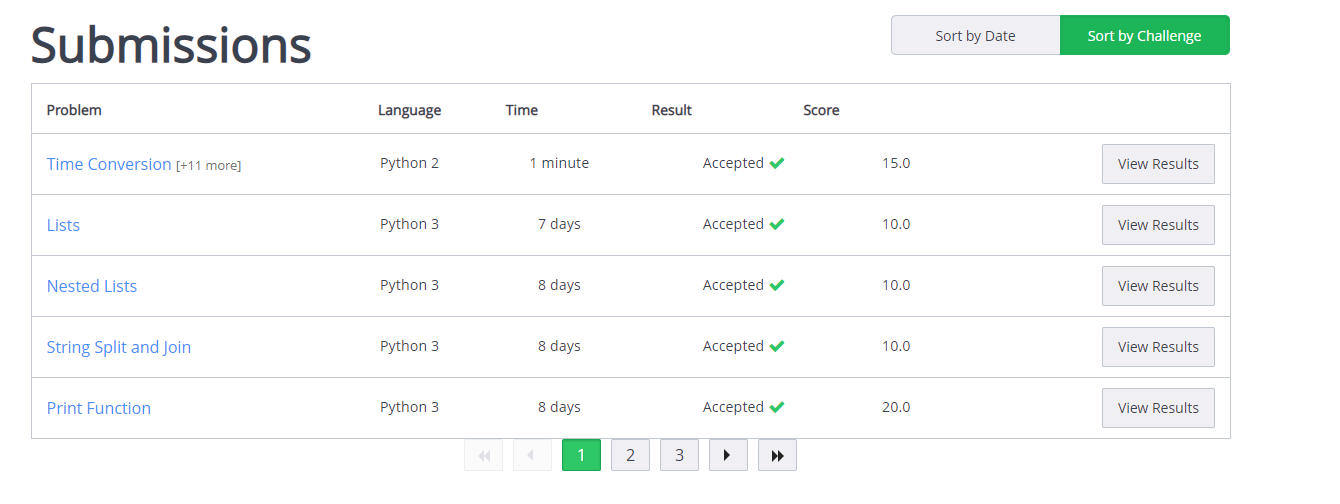 Submissions
Sort by Date Sort by Challenge
Problem Language Time Result Score
Time Conversion [+11 more] Python 2 1 minute Accepted 15.0 View Results
Lists Python 3 7 days Accepted 10.0 View Results
Nested Lists Python 3 8 days Accepted 10.0 View Results
String Split and Join Python 3 8 days Accepted 10.0 View Results
Print Function Python 3 8 days Accepted 20.0 View Results
1 2 3